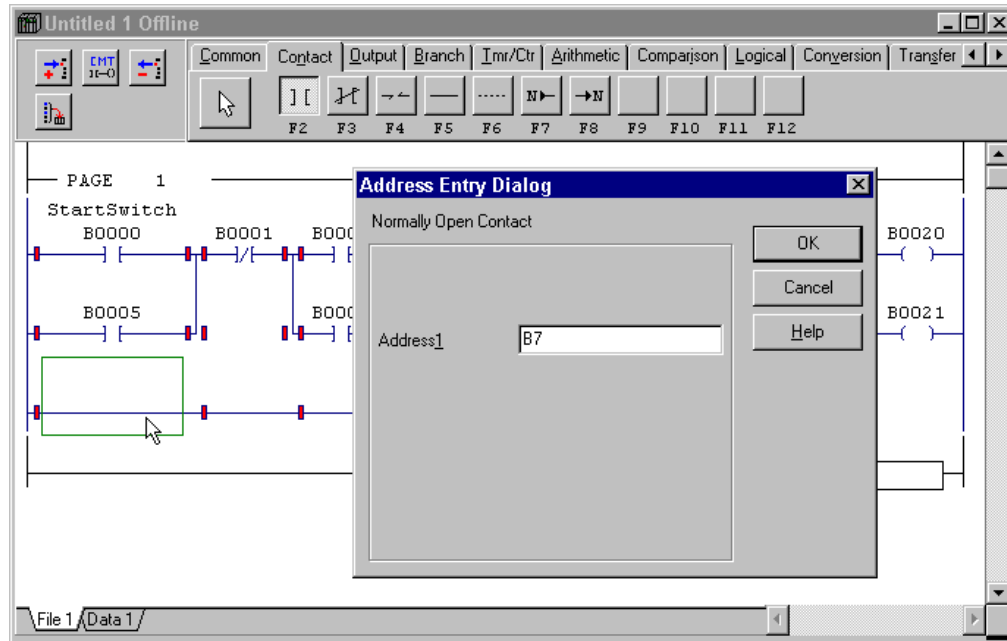 Untitled 1 Offline
CMT
Common Contact Output Branch Tmr/Ctr Arithmetic Comparison Logical Conversion Transfer
N N
F2 F3 F4 F5 F6 F7 F8 F9 F10 F11 F12
PAGE 1
StartSwitch
B0000 B0001 B000 B0020
B0005 B000 B0021
Address Entry Dialog
Normally Open Contact
OK
Cancel
Help
Address1 B7
File 1 Data 1